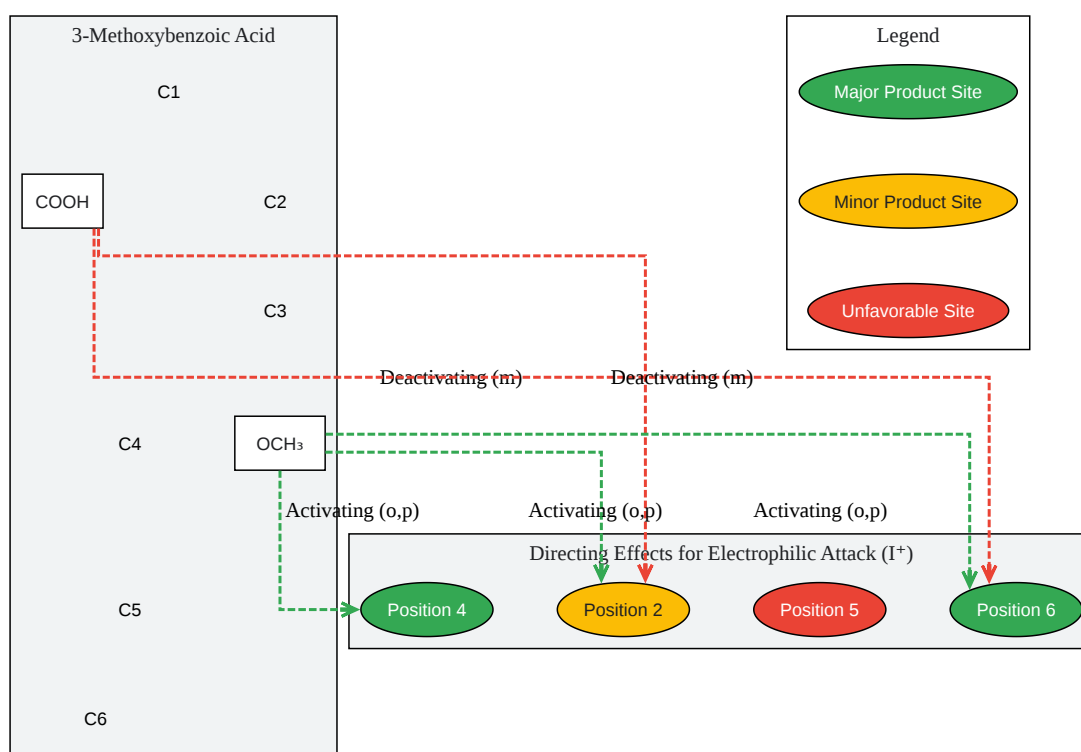 3-Methoxybenzoic Acid
C1
COOH
C2
C3
C4
OCH₃
C5
C6
Legend
Major Product Site
Minor Product Site
Unfavorable Site
Deactivating (m)
Deactivating (m)
Activating (o,p)
Activating (o,p)
Activating (o,p)
Directing Effects for Electrophilic Attack (I⁺)
Position 4
Position 2
Position 5
Position 6